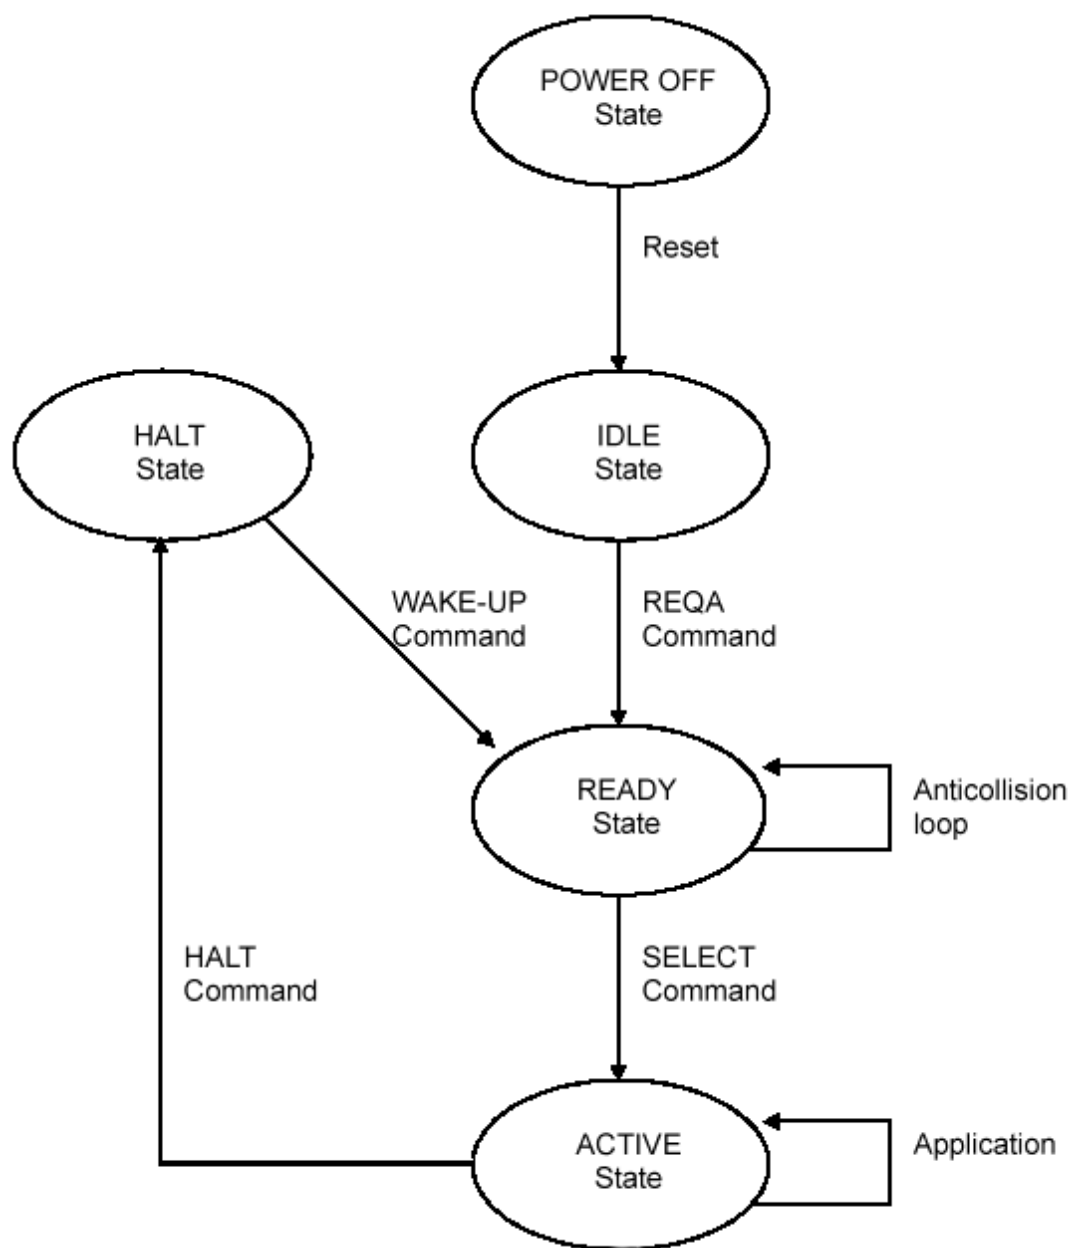 POWER OFF
State
Reset
HALT
State
IDLE
State
WAKE-UP
Command
REQA
Command
READY
State
Anticollision
loop
HALT
Command
SELECT
Command
ACTIVE
State
Application